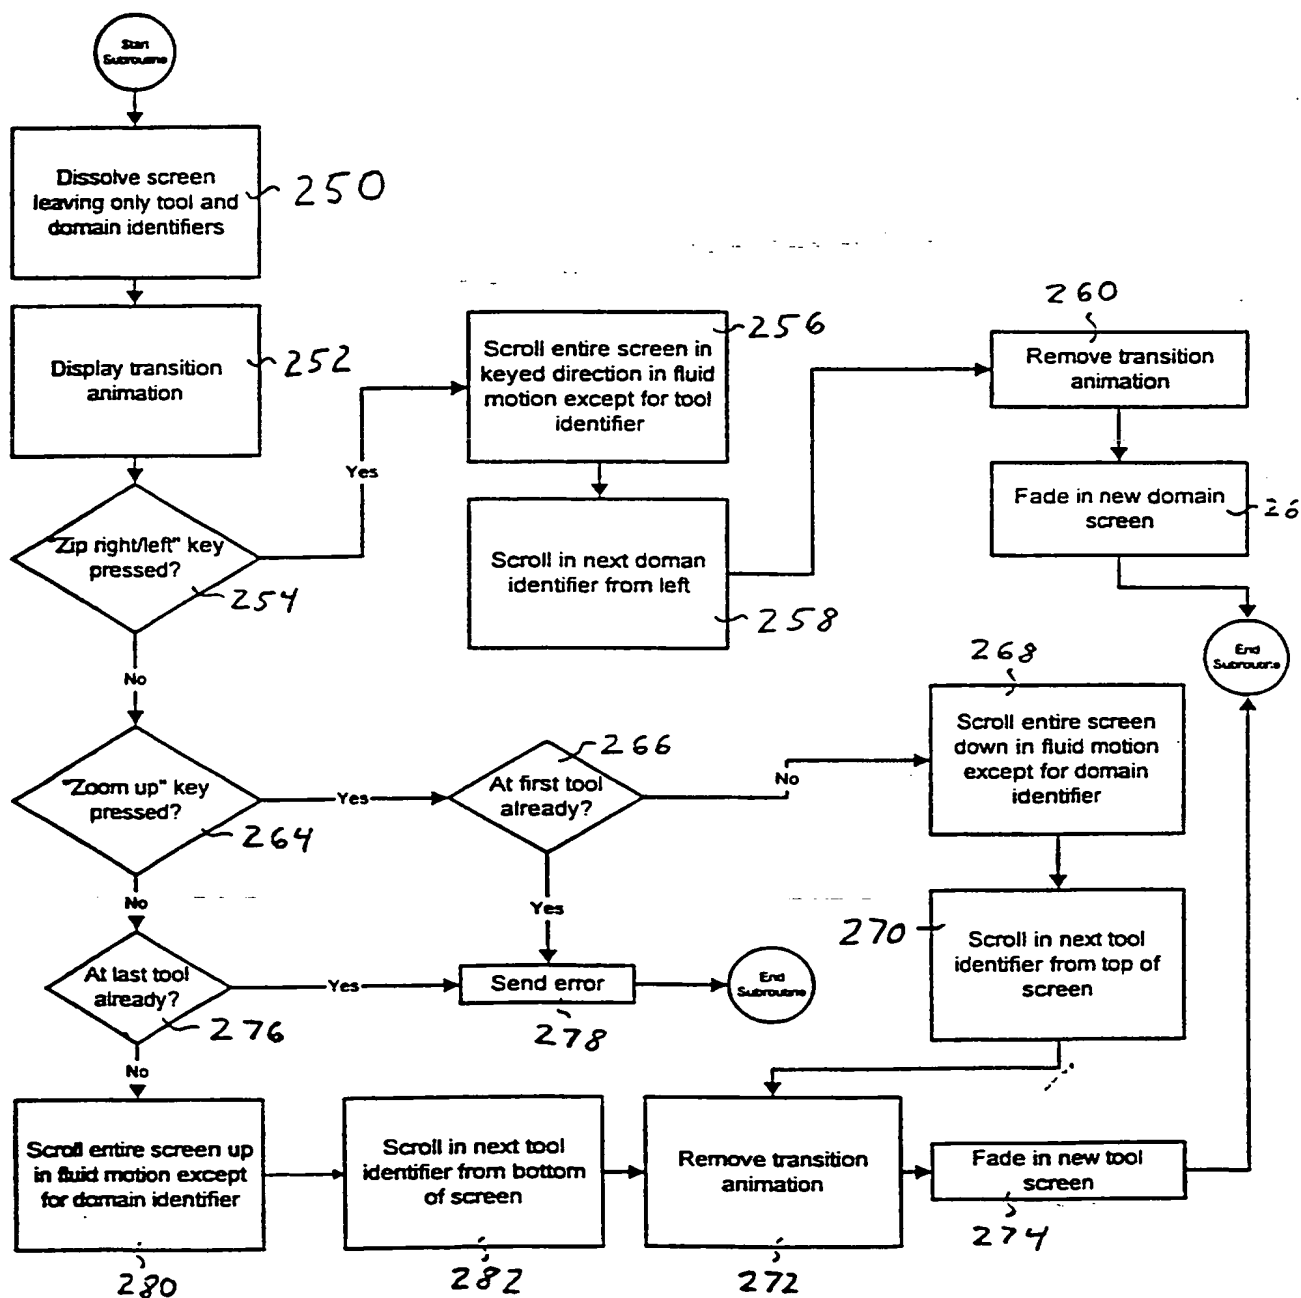 Start
Subroutine
Dissolve screen
leaving only tool and
domain identifiers
250
Display transition
animation
252
"Zip right/left" key
pressed?
254
Yes
Scroll entire screen in
keyed direction in fluid
motion except for tool
identifier
256
Scroll in next doman
identifier from left
258
260
Remove transition
animation
Fade in new domain
screen
26
End
Subroutine
No
"Zoom up" key
pressed?
264
Yes
At first tool
already?
266
No
268
Scroll entire screen
down in fluid motion
except for domain
identifier
270
Scroll in next tool
identifier from top of
screen
No
Yes
At last tool
already?
276
Yes
Send error
278
End
Subroutine
No
Scroll entire screen up
in fluid motion except
for domain identifier
280
Scroll in next tool
identifier from bottom
of screen
282
Remove transition
animation
272
Fade in new tool
screen
274